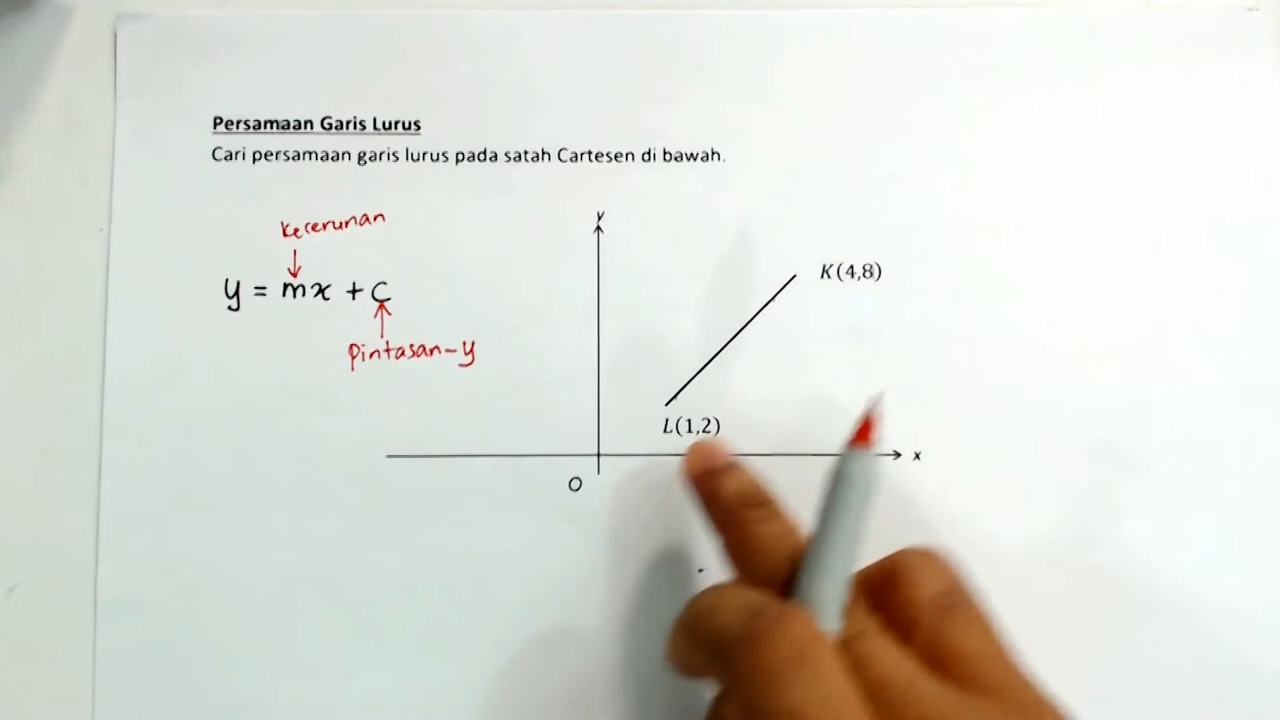 Persamaan Garis Lurus
Cari persamaan garis lurus pada satah Cartesen di bawah.
kecerunan
y = mx + c
Pintasan-y
y
K(4,8)
L(1,2)
x
O